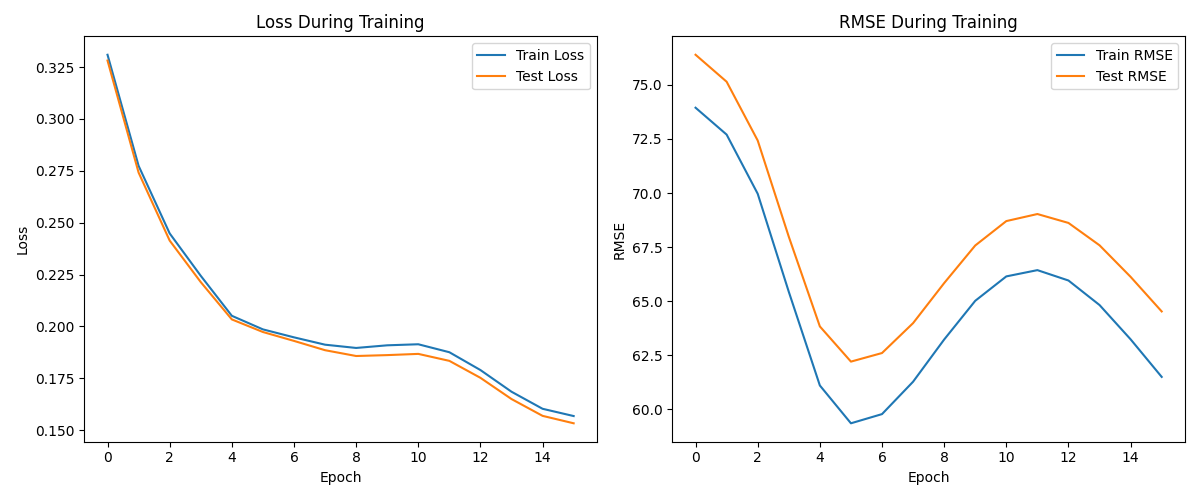 Loss During Training
Train Loss
Test Loss
0.325
0.300
0.275
0.250
0.225
0.200
0.175
0.150
Loss
0 2 4 6 8 10 12 14
Epoch
RMSE During Training
Train RMSE
Test RMSE
75.0
72.5
70.0
67.5
65.0
62.5
60.0
RMSE
0 2 4 6 8 10 12 14
Epoch